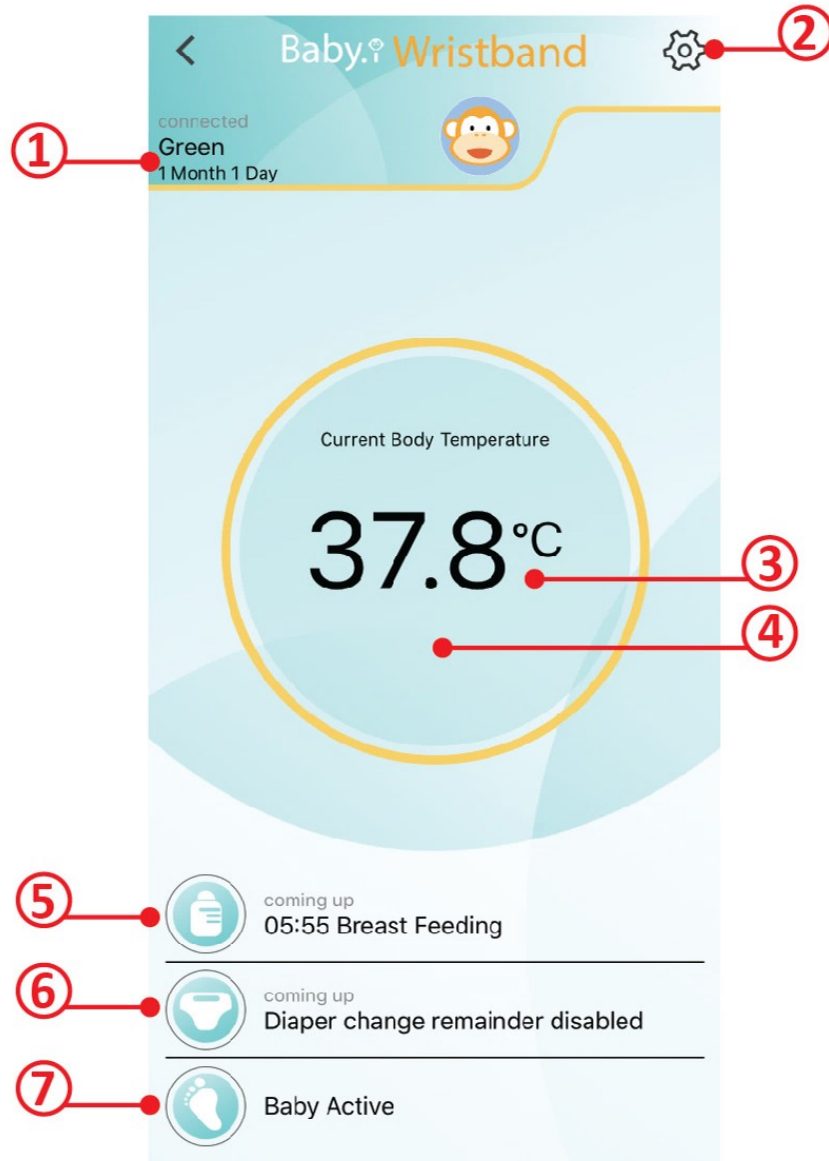 ②
Baby.i Wristband
①
connected
Green
1 Month 1 Day
Current Body Temperature
37.8°C
③
④
⑤
coming up
05:55 Breast Feeding
⑥
coming up
Diaper change remainder disabled
⑦
Baby Active